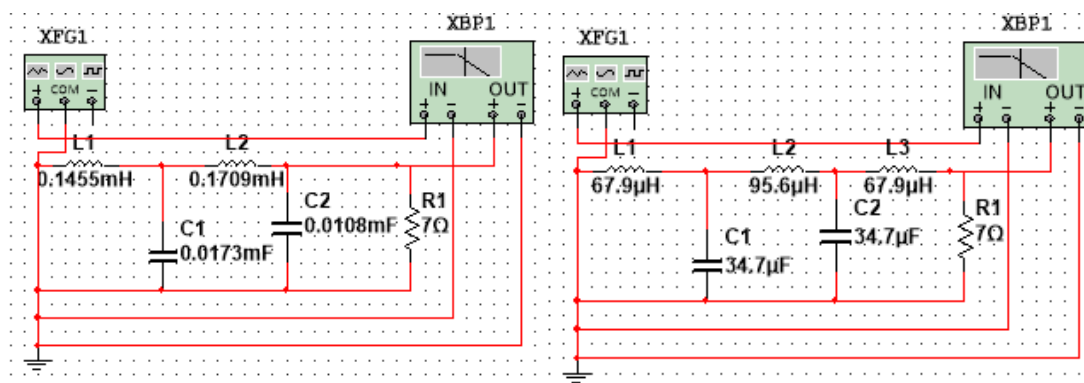 XFG1
COM
XBP1
IN
OUT
L1
0.1455mH
L2
0.1709mH
C1
0.0173mF
C2
0.0108mF
R1
7Ω
XFG1
COM
XBP1
IN
OUT
L1
67.9µH
L2
95.6µH
L3
67.9µH
C1
34.7µF
C2
34.7µF
R1
7Ω